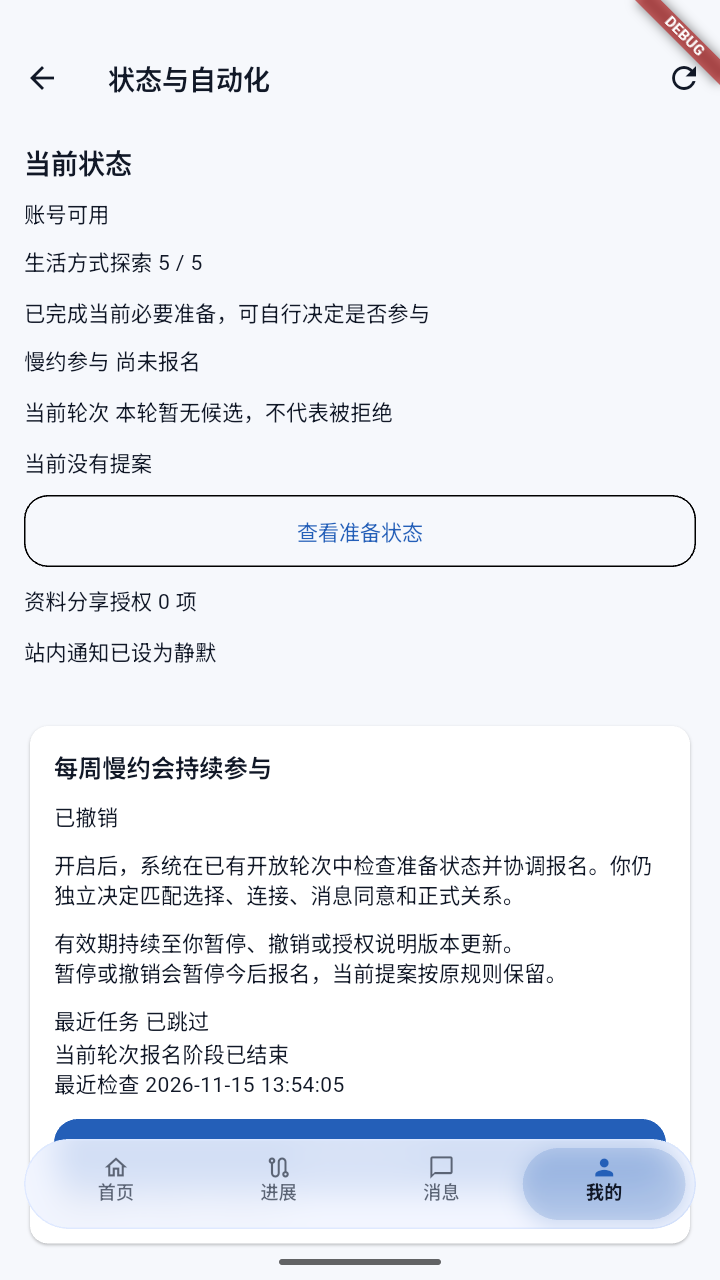 DEBUG
状态与自动化
当前状态
账号可用
生活方式探索 5 / 5
已完成当前必要准备，可自行决定是否参与
慢约参与 尚未报名
当前轮次 本轮暂无候选，不代表被拒绝
当前没有提案
查看准备状态
资料分享授权 0 项
站内通知已设为静默
每周慢约会持续参与
已撤销
开启后，系统在已有开放轮次中检查准备状态并协调报名。你仍
独立决定匹配选择、连接、消息同意和正式关系。
有效期持续至你暂停、撤销或授权说明版本更新。
暂停或撤销会暂停今后报名，当前提案按原规则保留。
最近任务 已跳过
当前轮次报名阶段已结束
最近检查 2026-11-15 13:54:05
首页
进展
消息
我的